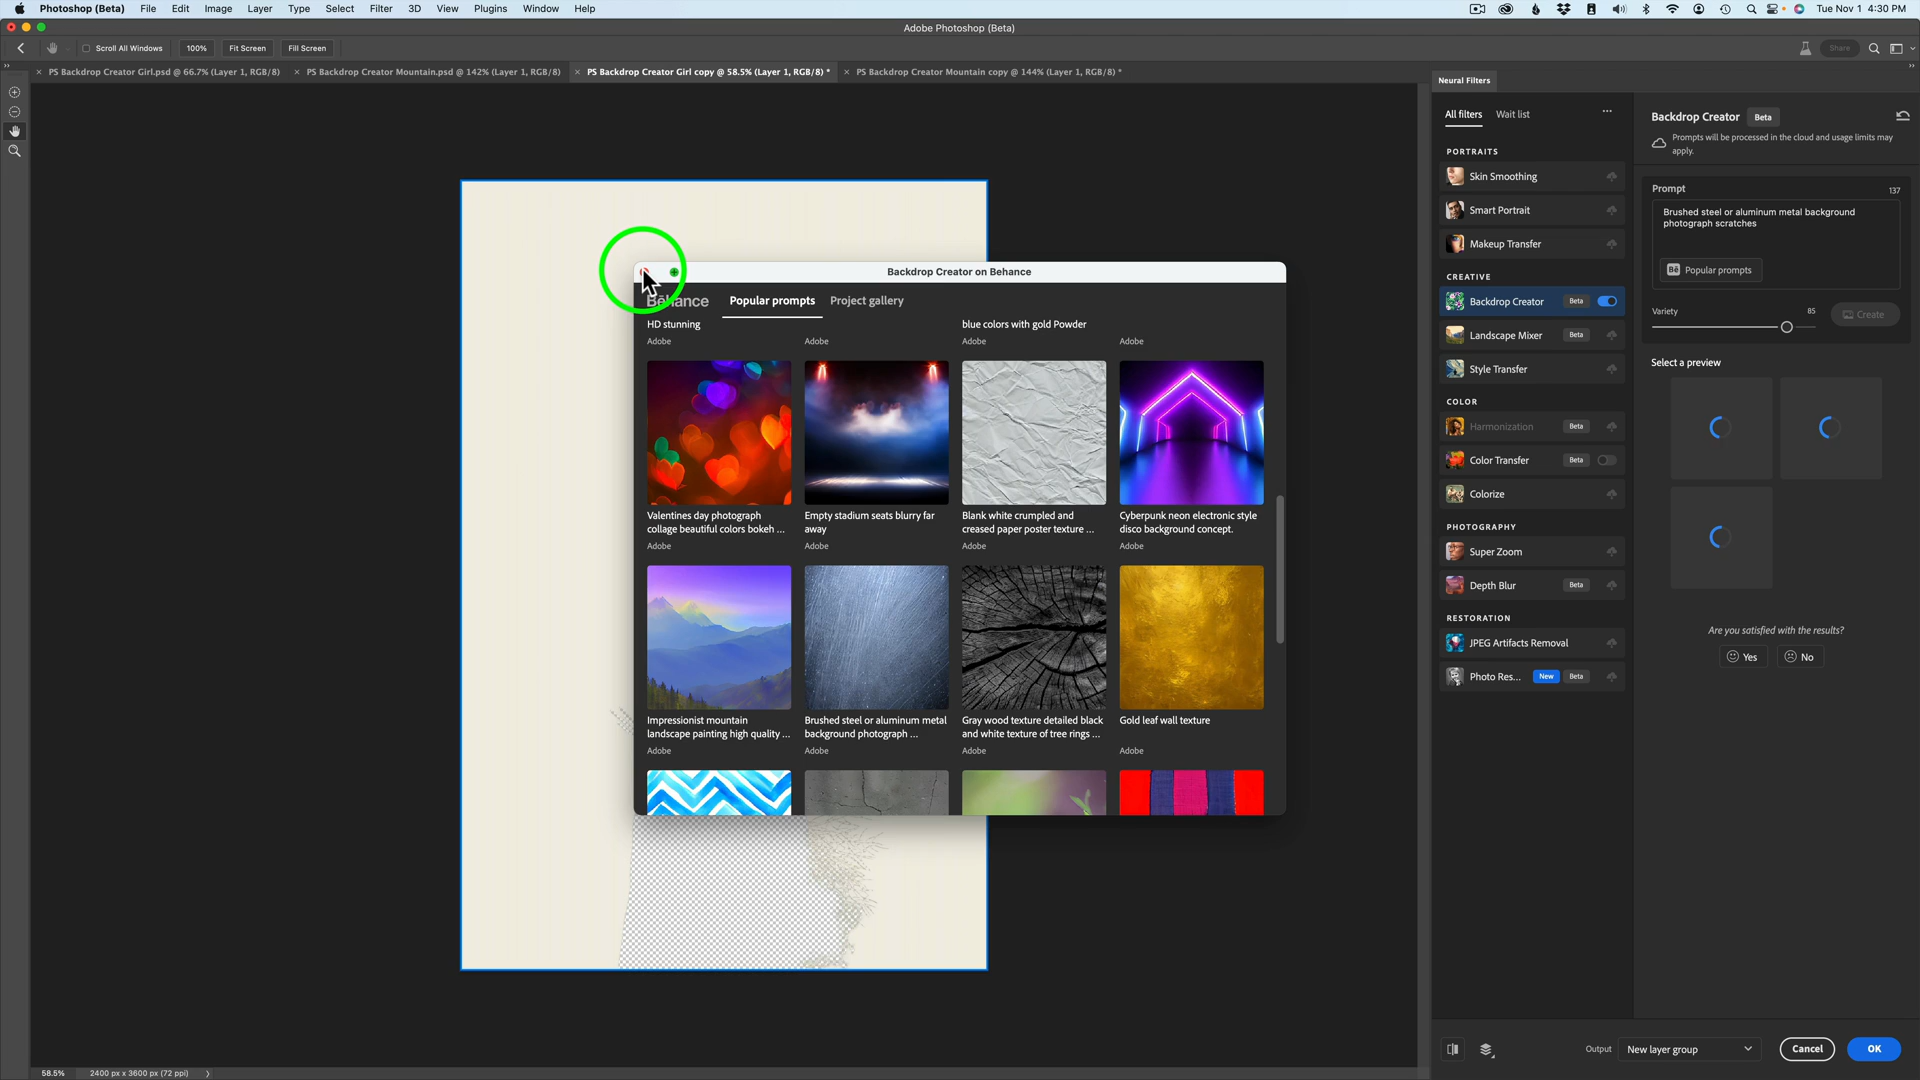 Photoshop (Beta) File Edit Image Layer Type Select Filter 3D View Plugins Window Help
Tue Nov 1 4:30 PM
Adobe Photoshop (Beta)
Scroll All Windows 100% Fit Screen Fill Screen
Share
PS Backdrop Creator Girl.psd @ 66.7% (Layer 1, RGB/8)
PS Backdrop Creator Mountain.psd @ 142% (Layer 1, RGB/8)
PS Backdrop Creator Girl copy @ 58.5% (Layer 1, RGB/8) *
PS Backdrop Creator Mountain copy @ 144% (Layer 1, RGB/8) *
Backdrop Creator on Behance
Bēhance Popular prompts Project gallery
HD stunning
Adobe
Adobe
blue colors with gold Powder
Adobe
Adobe
Valentines day photograph
collage beautiful colors bokeh ...
Adobe
Empty stadium seats blurry far
away
Adobe
Blank white crumpled and
creased paper poster texture ...
Adobe
Cyberpunk neon electronic style
disco background concept.
Adobe
Impressionist mountain
landscape painting high quality ...
Adobe
Brushed steel or aluminum metal
background photograph ...
Adobe
Gray wood texture detailed black
and white texture of tree rings ...
Adobe
Gold leaf wall texture
Adobe
Neural Filters
All filters Wait list ...
PORTRAITS
Skin Smoothing
Smart Portrait
Makeup Transfer
CREATIVE
Backdrop Creator Beta
Landscape Mixer Beta
Style Transfer
COLOR
Harmonization Beta
Color Transfer Beta
Colorize
PHOTOGRAPHY
Super Zoom
Depth Blur Beta
RESTORATION
JPEG Artifacts Removal
Photo Res... New Beta
Backdrop Creator Beta
Prompts will be processed in the cloud and usage limits may
apply.
Prompt 137
Brushed steel or aluminum metal background
photograph scratches
Bē Popular prompts
Variety 85
Create
Select a preview
Are you satisfied with the results?
Yes No
Output New layer group Cancel OK
58.5% 2400 px x 3600 px (72 ppi)